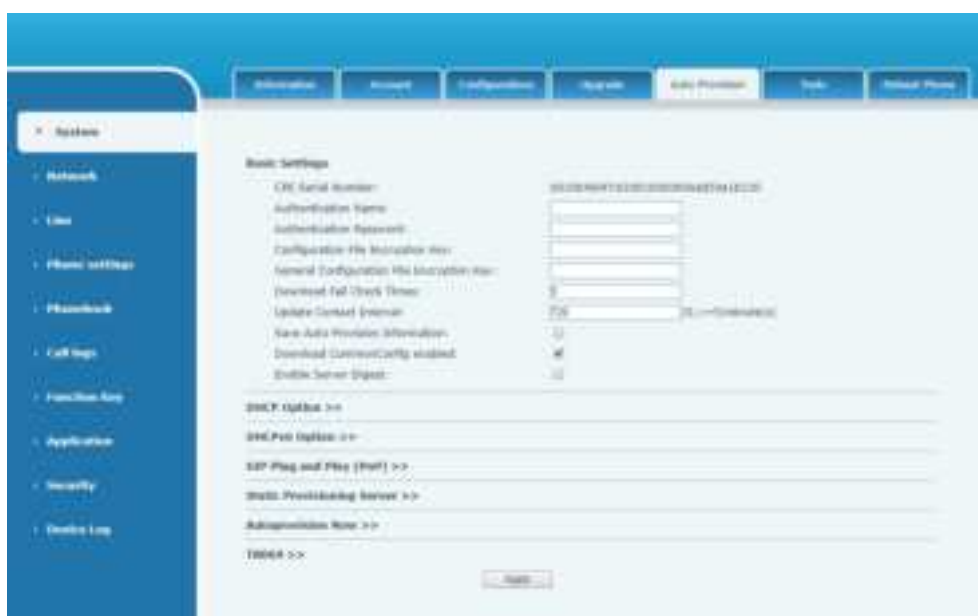 Information Account Configurations Upgrade Auto Provision Tools Reboot Phone
System
Network
Line
Phone settings
Phonebook
Call logs
Function Key
Application
Security
Device Log
Basic Settings
CPE Serial Number:
Authentication Name:
Authentication Password:
Configuration File Encryption Key:
General Configuration File Encryption Key:
Download Fail Check Times: 5
Update Contact Interval: 720
Save Auto Provision Information:
Download CommonConfig enabled:
Enable Server Digest:
DHCP Option >>
DHCPv6 Option >>
SIP Plug and Play (PnP) >>
Static Provisioning Server >>
Autoprovision Now >>
TR069 >>
Apply